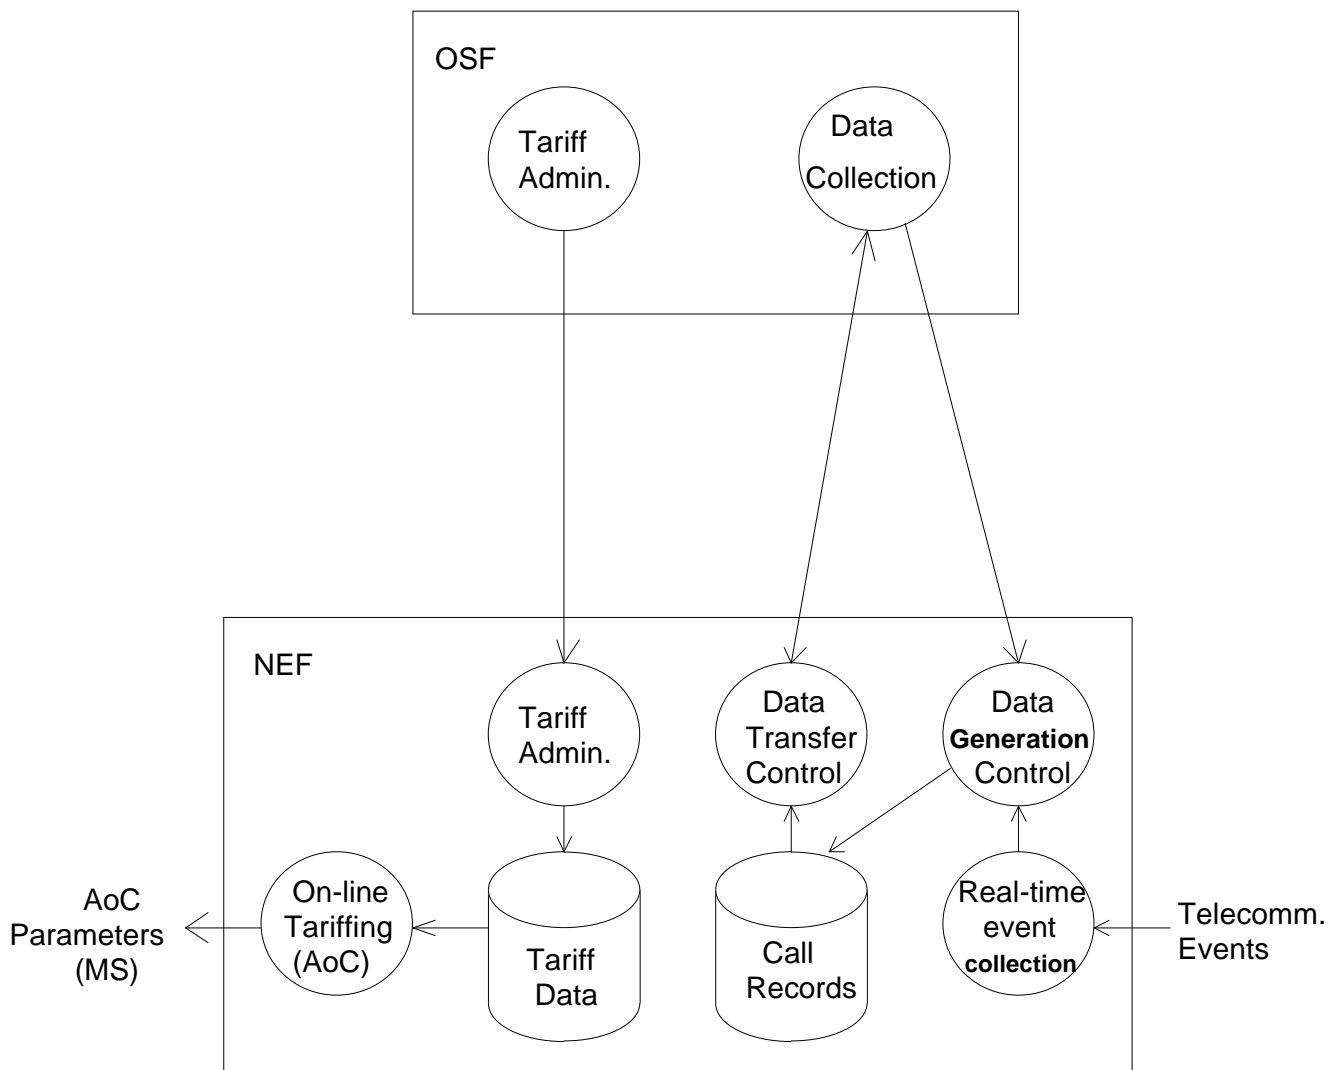 OSF
Tariff
Admin.
Data
Collection
NEF
Tariff
Admin.
Data
Transfer
Control
Data
Generation
Control
AoC
Parameters
(MS)
On-line
Tariffing
(AoC)
Tariff
Data
Call
Records
Real-time
event
collection
Telecomm.
Events